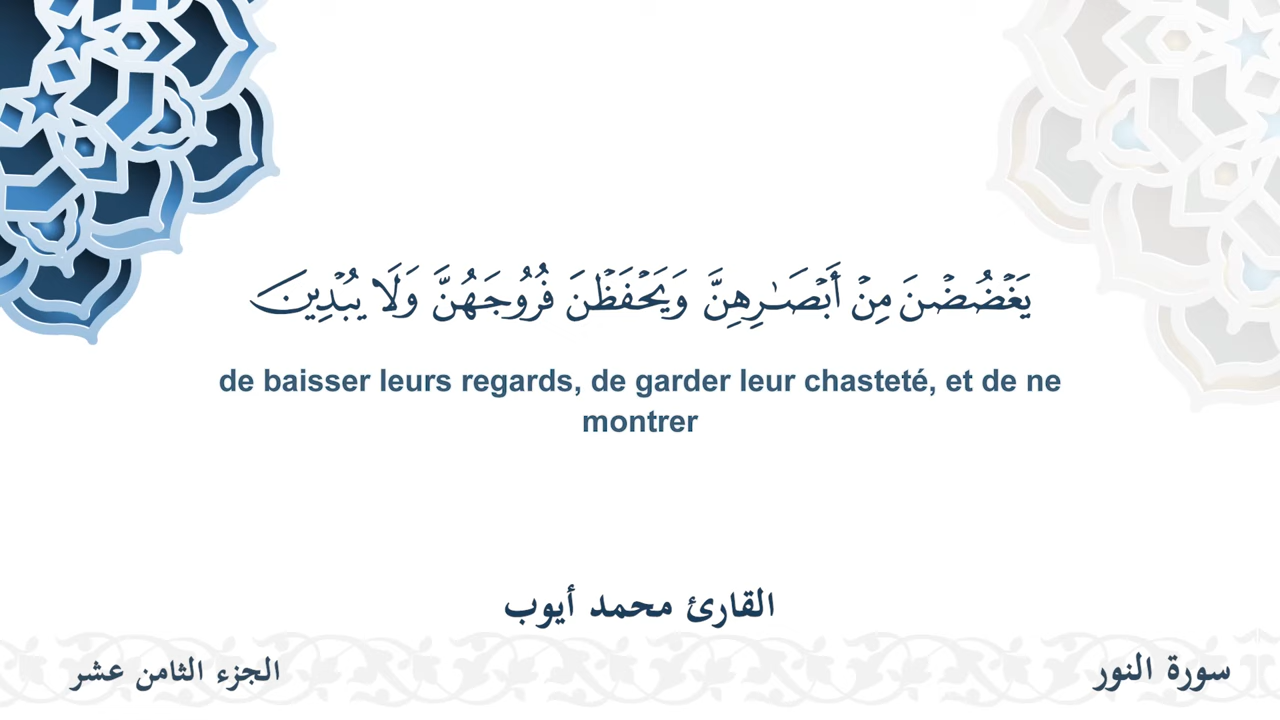 يَغْضُضْنَ مِنْ أَبْصَـٰرِهِنَّ وَيَحْفَظْنَ فُرُوجَهُنَّ وَلَا يُبْدِينَ
de baisser leurs regards, de garder leur chasteté, et de ne
montrer
القارئ محمد أيوب
سورة النور
الجزء الثامن عشر